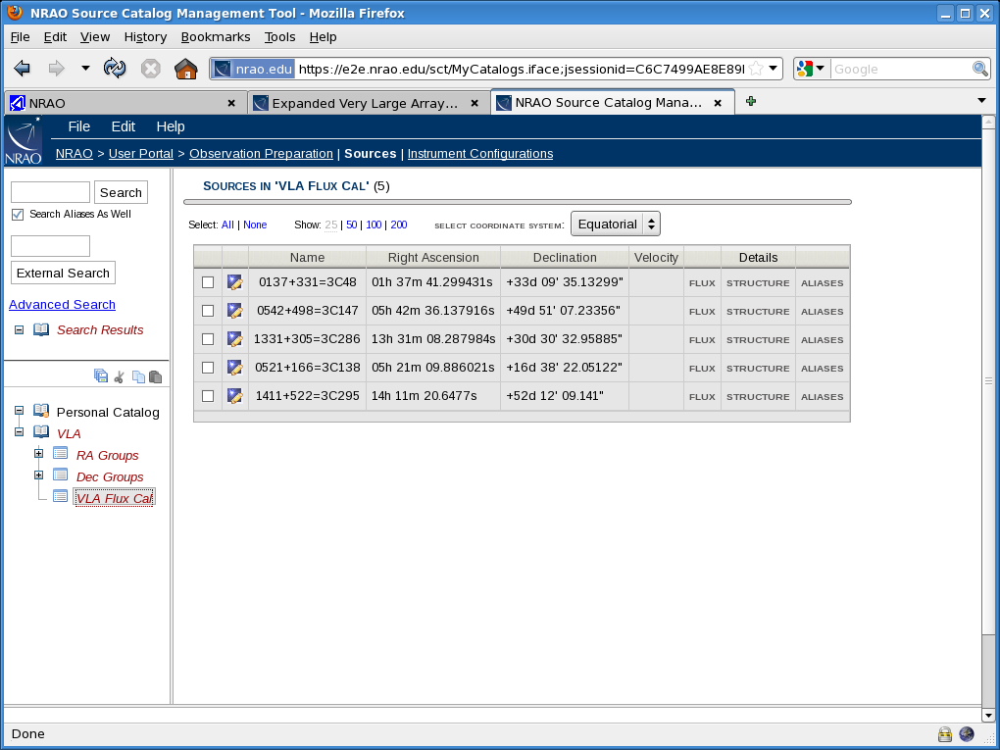 NRAO Source Catalog Management Tool - Mozilla Firefox
File Edit View History Bookmarks Tools Help
nrao.edu https://e2e.nrao.edu/sct/MyCatalogs.iface;jsessionid=C6C7499AE8E89 Google
NRAO Expanded Very Large Array... NRAO Source Catalog Mana...
NRAO
File Edit Help
NRAO > User Portal > Observation Preparation | Sources | Instrument Configurations
Search
Search Aliases As Well
External Search
Advanced Search
Search Results
Personal Catalog
VLA
RA Groups
Dec Groups
VLA Flux Cal
Sources in 'VLA Flux Cal' (5)
Select: All | None Show: 25 | 50 | 100 | 200 SELECT COORDINATE SYSTEM: Equatorial
Name Right Ascension Declination Velocity Details
0137+331=3C48 01h 37m 41.299431s +33d 09' 35.13299" FLUX STRUCTURE ALIASES
0542+498=3C147 05h 42m 36.137916s +49d 51' 07.23356" FLUX STRUCTURE ALIASES
1331+305=3C286 13h 31m 08.287984s +30d 30' 32.95885" FLUX STRUCTURE ALIASES
0521+166=3C138 05h 21m 09.886021s +16d 38' 22.05122" FLUX STRUCTURE ALIASES
1411+522=3C295 14h 11m 20.6477s +52d 12' 09.141" FLUX STRUCTURE ALIASES
Done